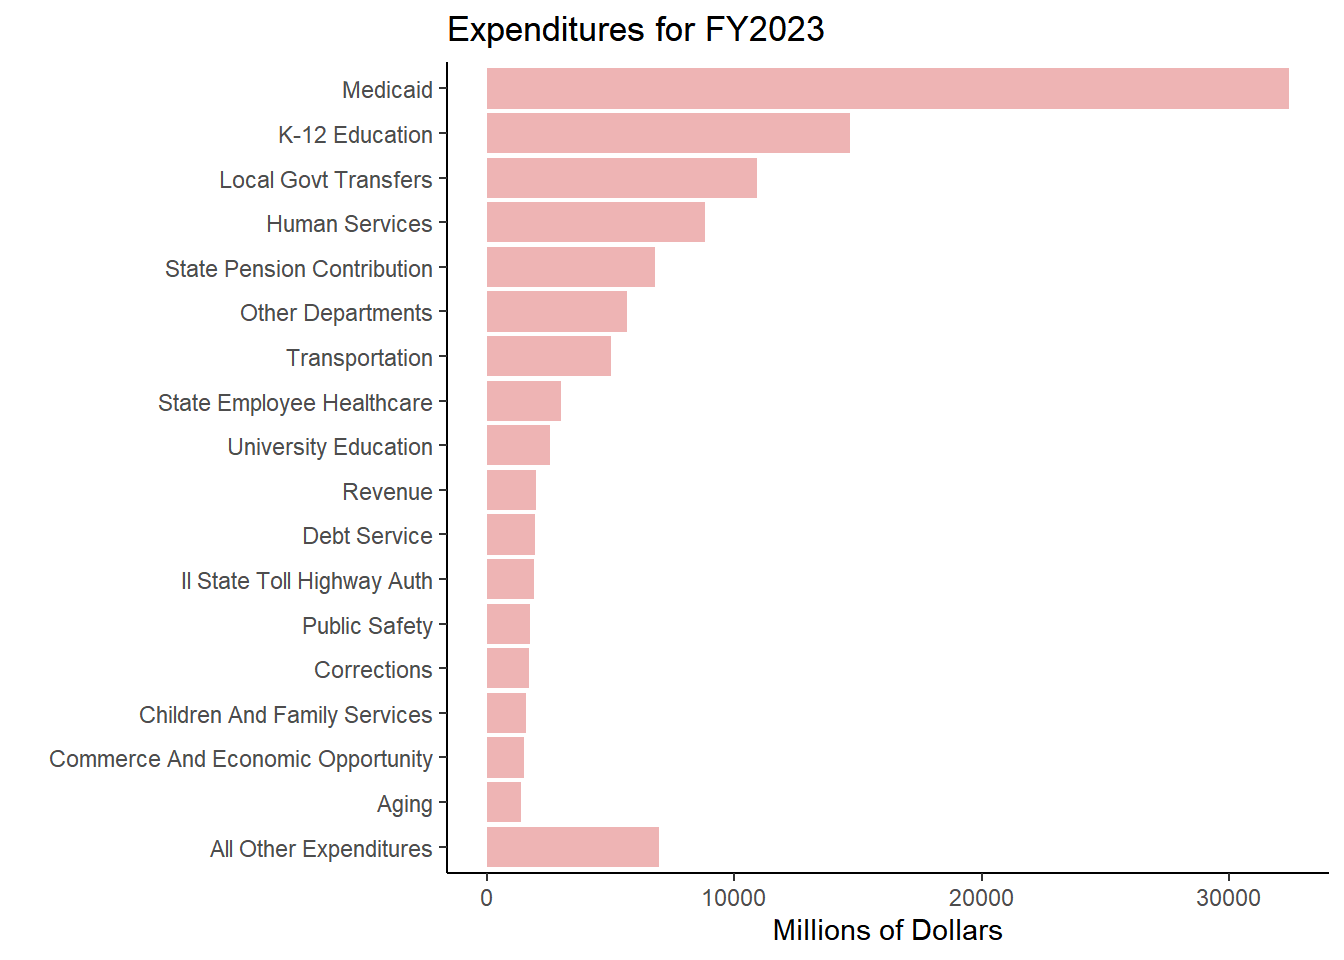 Expenditures for FY2023
Medicaid
K-12 Education
Local Govt Transfers
Human Services
State Pension Contribution
Other Departments
Transportation
State Employee Healthcare
University Education
Revenue
Debt Service
Il State Toll Highway Auth
Public Safety
Corrections
Children And Family Services
Commerce And Economic Opportunity
Aging
All Other Expenditures
0 10000 20000 30000
Millions of Dollars